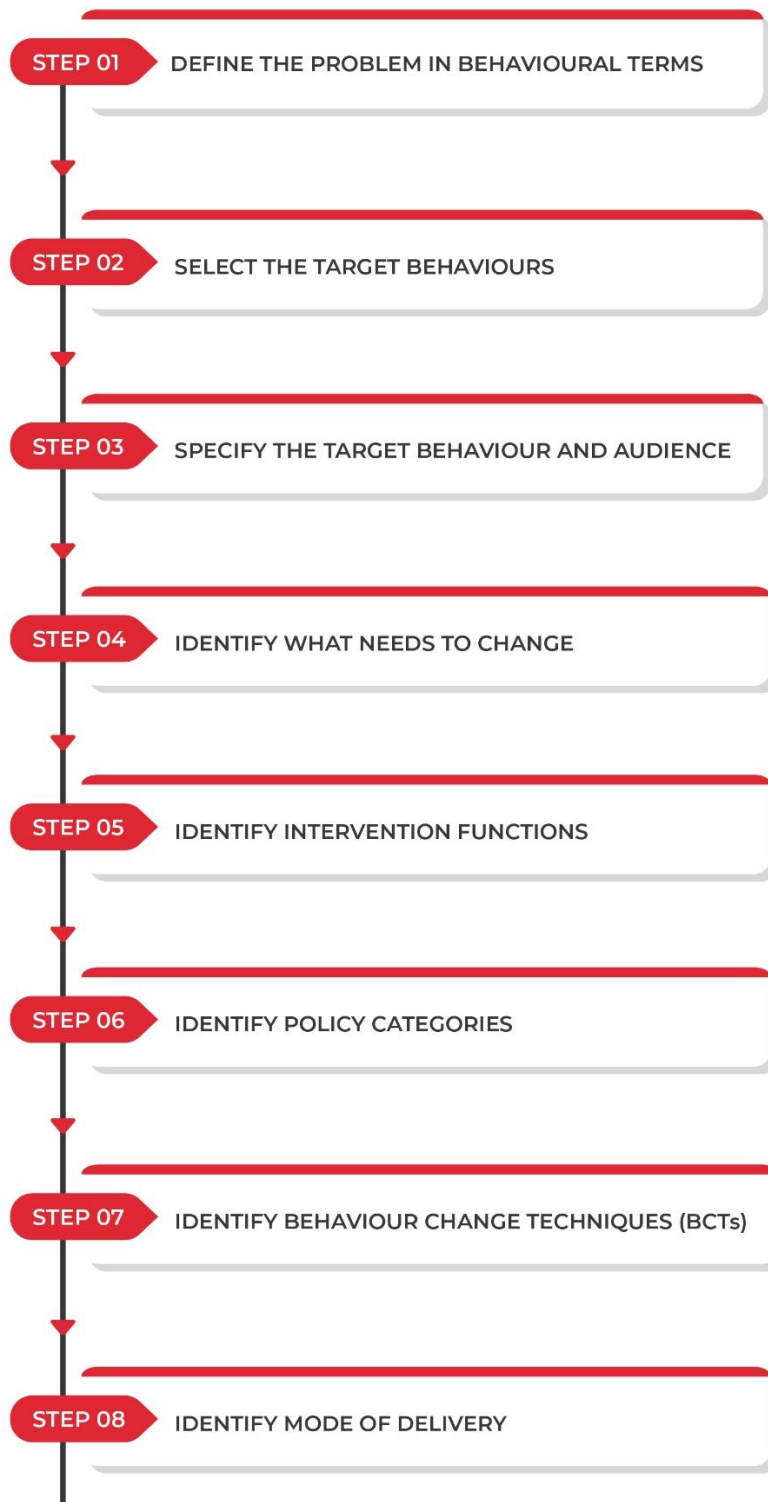 STEP 01 DEFINE THE PROBLEM IN BEHAVIOURAL TERMS
STEP 02 SELECT THE TARGET BEHAVIOURS
STEP 03 SPECIFY THE TARGET BEHAVIOUR AND AUDIENCE
STEP 04 IDENTIFY WHAT NEEDS TO CHANGE
STEP 05 IDENTIFY INTERVENTION FUNCTIONS
STEP 06 IDENTIFY POLICY CATEGORIES
STEP 07 IDENTIFY BEHAVIOUR CHANGE TECHNIQUES (BCTs)
STEP 08 IDENTIFY MODE OF DELIVERY